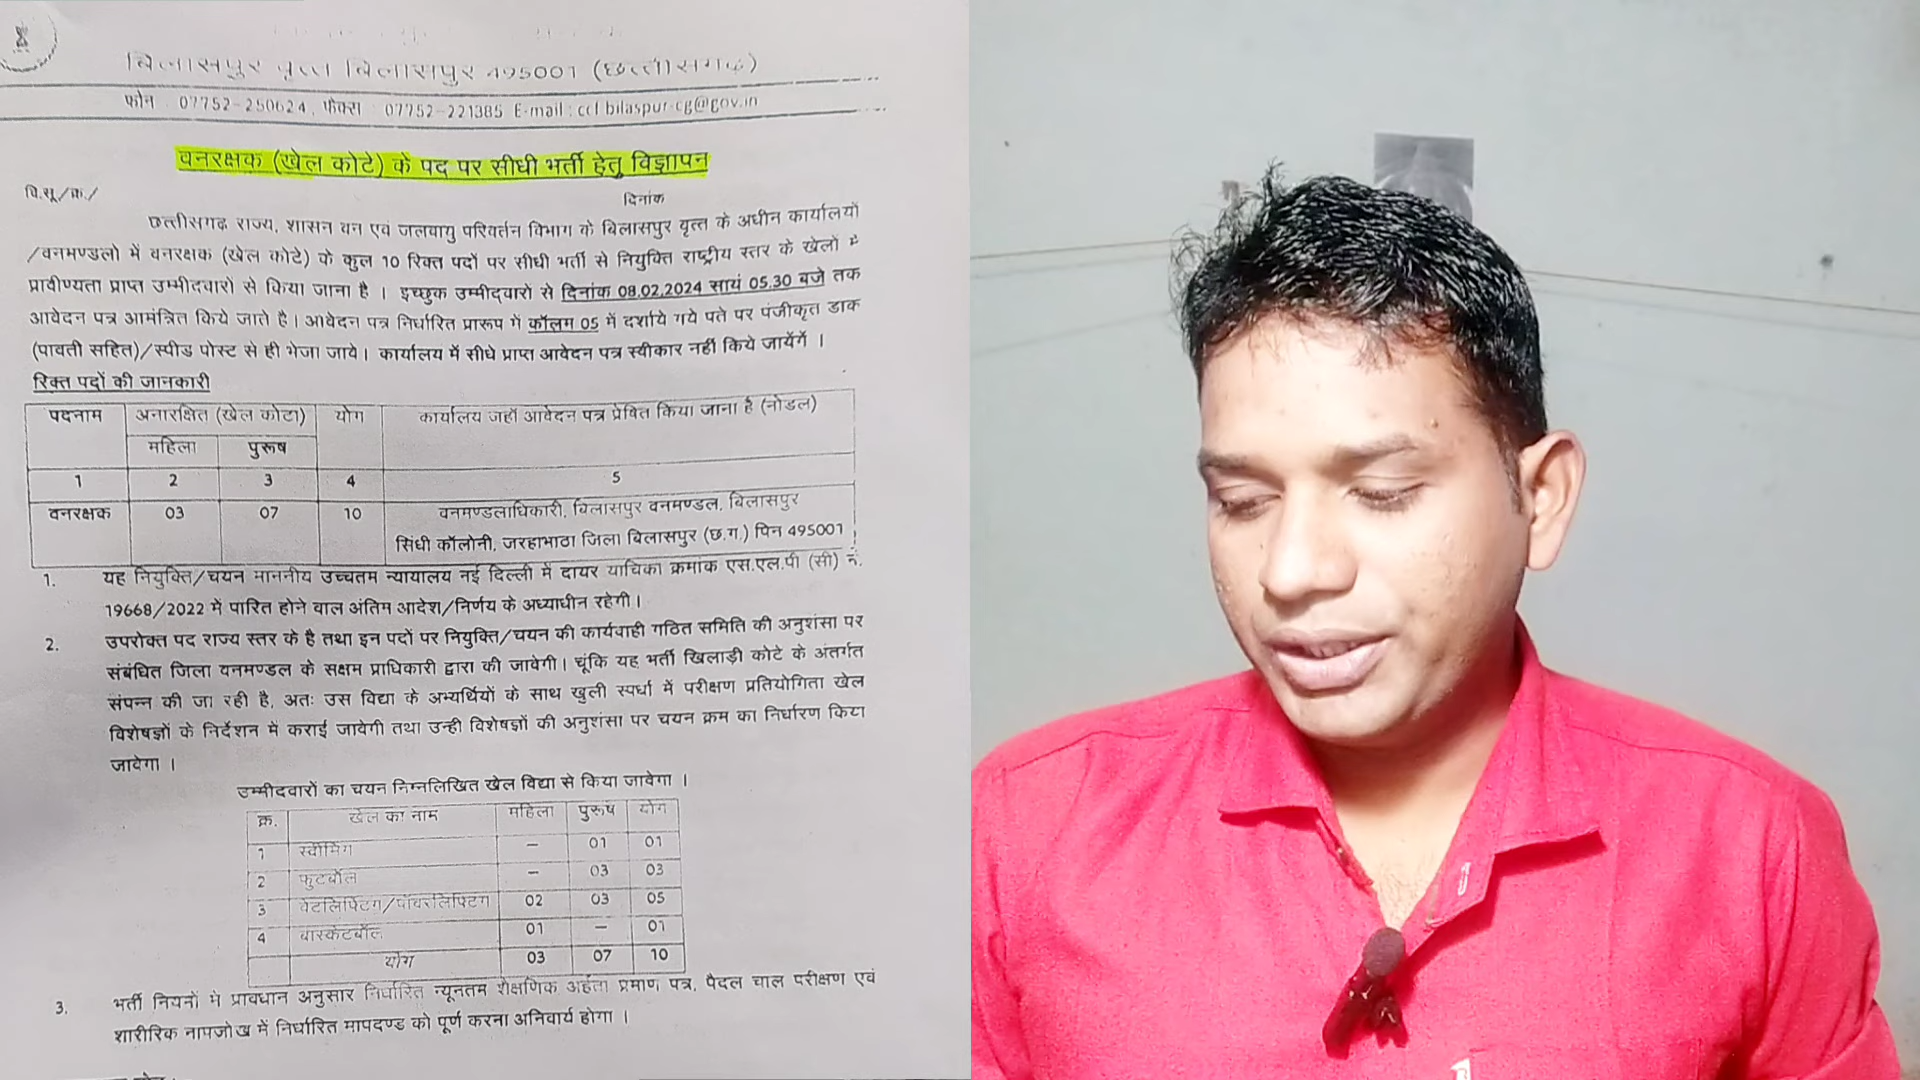 बिलासपुर वृत्त बिलासपुर 495001 (छत्तीसगढ़)
फोन : 07752-250624, फेक्स : 07752-221385 E-mail : ccf bilaspur-cg@gov.in
वनरक्षक (खेल कोटे) के पद पर सीधी भर्ती हेतु विज्ञापन
वि.सू./क्र./ दिनांक
छत्तीसगढ़ राज्य, शासन वन एवं जलवायु परिवर्तन विभाग के बिलासपुर वृत्त के अधीन कार्यालयों
/वनमण्डलो में वनरक्षक (खेल कोटे) के कुल 10 रिक्त पदों पर सीधी भर्ती से नियुक्ति राष्ट्रीय स्तर के खेलों में
प्रावीण्यता प्राप्त उम्मीदवारों से किया जाना है । इच्छुक उम्मीदवारो से दिनांक 08.02.2024 सायं 05.30 बजे तक
आवेदन पत्र आमंत्रित किये जाते है। आवेदन पत्र निर्धारित प्रारूप में कॉलम 05 में दर्शाये गये पते पर पंजीकृत डाक
(पावती सहित)/स्पीड पोस्ट से ही भेजा जाये। कार्यालय में सीधे प्राप्त आवेदन पत्र स्वीकार नहीं किये जायेंगें ।
रिक्त पदों की जानकारी
पदनाम अनारक्षित (खेल कोटा) योग कार्यालय जहाँ आवेदन पत्र प्रेषित किया जाना है (नोडल)
महिला पुरूष
1 2 3 4 5
वनरक्षक 03 07 10 वनमण्डलाधिकारी, बिलासपुर वनमण्डल, बिलासपुर
सिंधी कॉलोनी, जरहाभाठा जिला बिलासपुर (छ.ग.) पिन 495001
1. यह नियुक्ति/चयन माननीय उच्चतम न्यायालय नई दिल्ली में दायर याचिका क्रमांक एस.एल.पी (सी) नं.
19668/2022 में पारित होने वाल अंतिम आदेश/निर्णय के अध्याधीन रहेगी।
2. उपरोक्त पद राज्य स्तर के है तथा इन पदों पर नियुक्ति/चयन की कार्यवाही गठित समिति की अनुशंसा पर
संबंधित जिला वनमण्डल के सक्षम प्राधिकारी द्वारा की जावेगी। चूंकि यह भर्ती खिलाड़ी कोटे के अंतर्गत
संपन्न की जा रही है, अतः उस विद्या के अभ्यर्थियों के साथ खुली स्पर्धा में परीक्षण प्रतियोगिता खेल
विशेषज्ञों के निर्देशन में कराई जावेगी तथा उन्ही विशेषज्ञों की अनुशंसा पर चयन क्रम का निर्धारण किया
जावेगा ।
उम्मीदवारों का चयन निम्नलिखित खेल विद्या से किया जावेगा ।
क्र. खेल का नाम महिला पुरूष योग
1 स्वीमिंग – 01 01
2 फुटबॉल – 03 03
3 वेटलिफ्टिंग/पॉवरलिफ्टिंग 02 03 05
4 बास्केटबॉल 01 – 01
योग 03 07 10
3. भर्ती नियमों में प्रावधान अनुसार निर्धारित न्यूनतम शैक्षणिक अर्हता प्रमाण पत्र, पैदल चाल परीक्षण एवं
शारीरिक नापजोख में निर्धारित मापदण्ड को पूर्ण करना अनिवार्य होगा ।